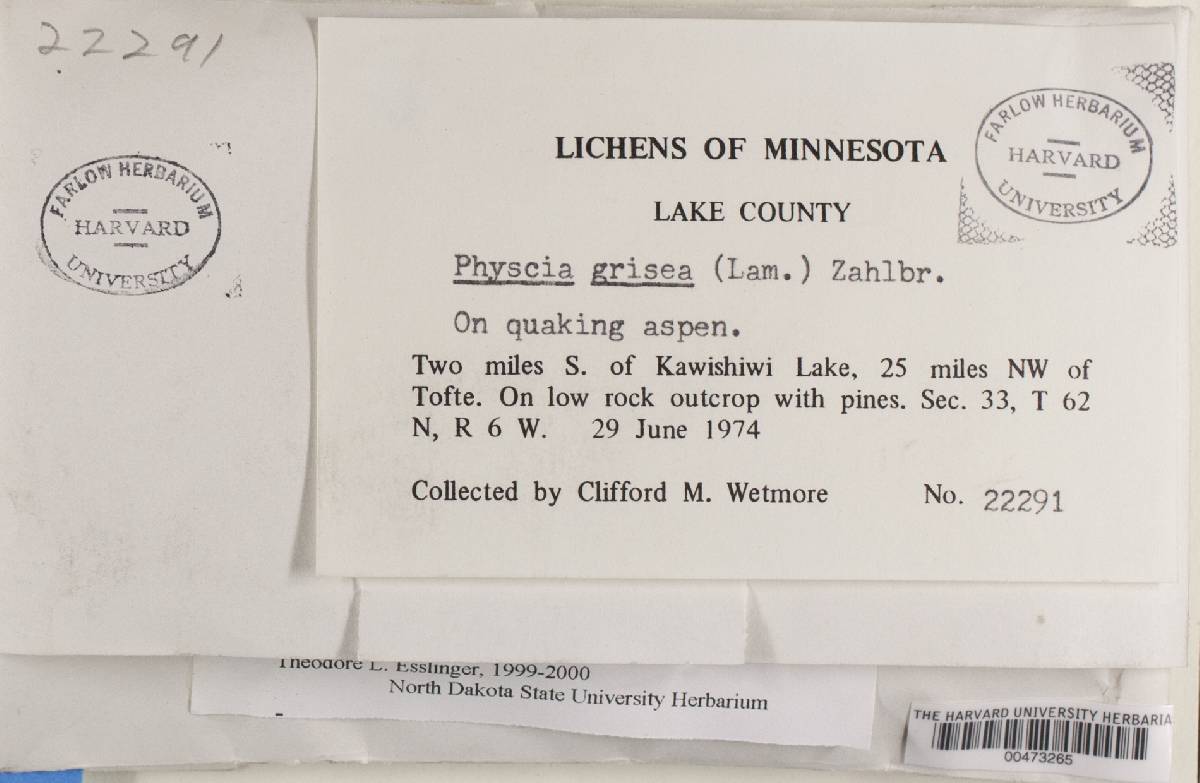 22291
FARLOW HERBARIUM
HARVARD
UNIVERSITY
FARLOW HERBARIUM
HARVARD
UNIVERSITY
LICHENS OF MINNESOTA
LAKE COUNTY
Physcia grisea (Lam.) Zahlbr.
On quaking aspen.
Two miles S. of Kawishiwi Lake, 25 miles NW of
Tofte. On low rock outcrop with pines. Sec. 33, T 62
N, R 6 W. 29 June 1974
Collected by Clifford M. Wetmore No. 22291
Theodore L. Esslinger, 1999-2000
North Dakota State University Herbarium
THE HARVARD UNIVERSITY HERBARIA
00473265